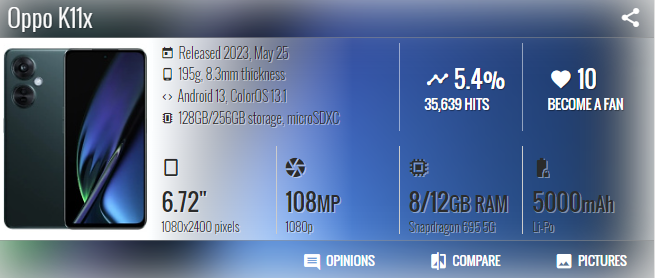 Oppo K11x
Released 2023, May 25
195g, 8.3mm thickness
Android 13, ColorOS 13.1
128GB/256GB storage, microSDXC
5.4%
35,639 HITS
10
BECOME A FAN
6.72"
1080x2400 pixels
108MP
1080p
8/12GB RAM
Snapdragon 695 5G
5000mAh
Li-Po
OPINIONS
COMPARE
PICTURES